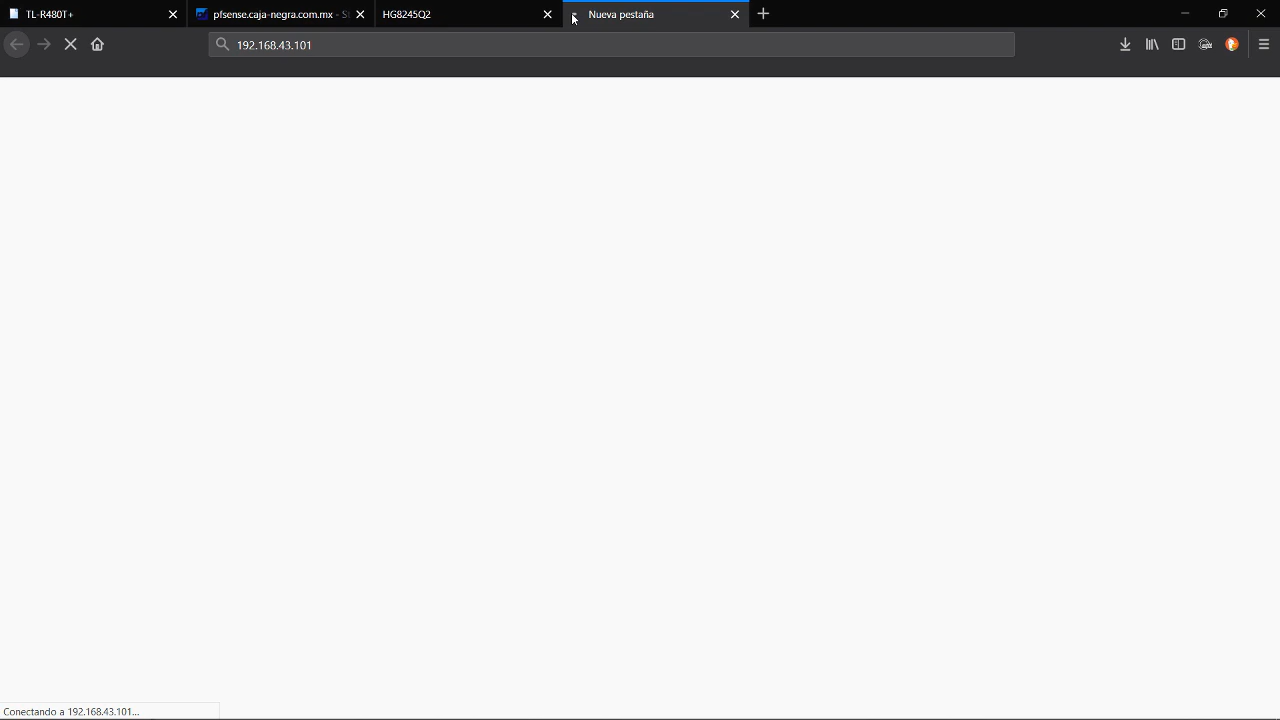 TL-R480T+
pfsense.caja-negra.com.mx - St
HG8245Q2
Nueva pestaña
192.168.43.101
Conectando a 192.168.43.101...